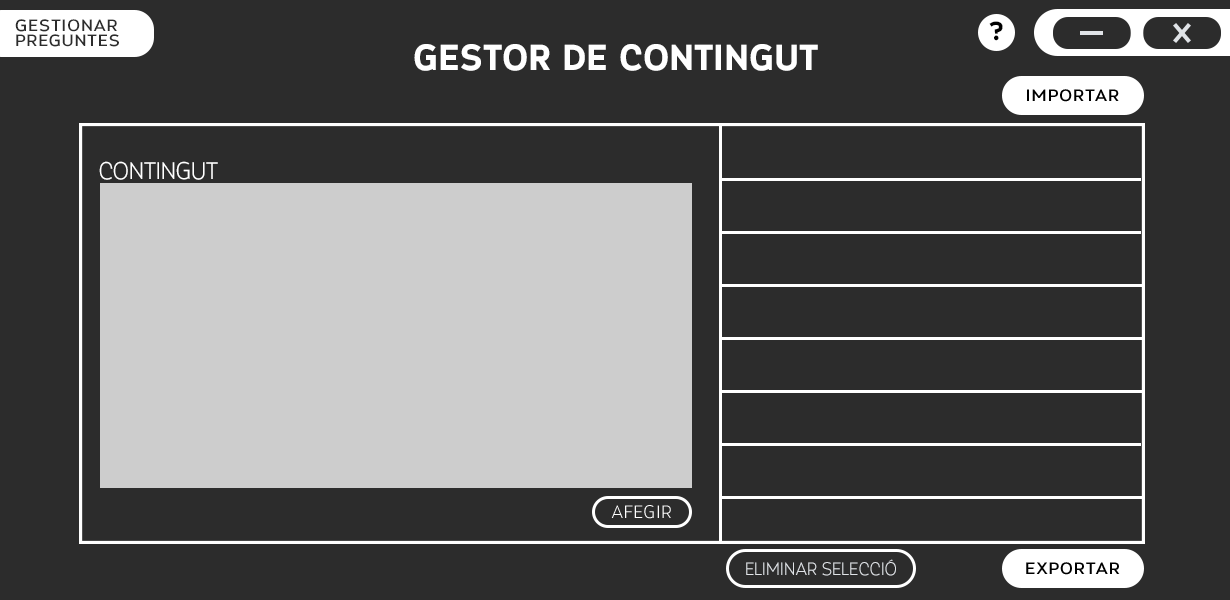 GESTIONAR
PREGUNTES
?
X
GESTOR DE CONTINGUT
IMPORTAR
CONTINGUT
AFEGIR
ELIMINAR SELECCIÓ
EXPORTAR